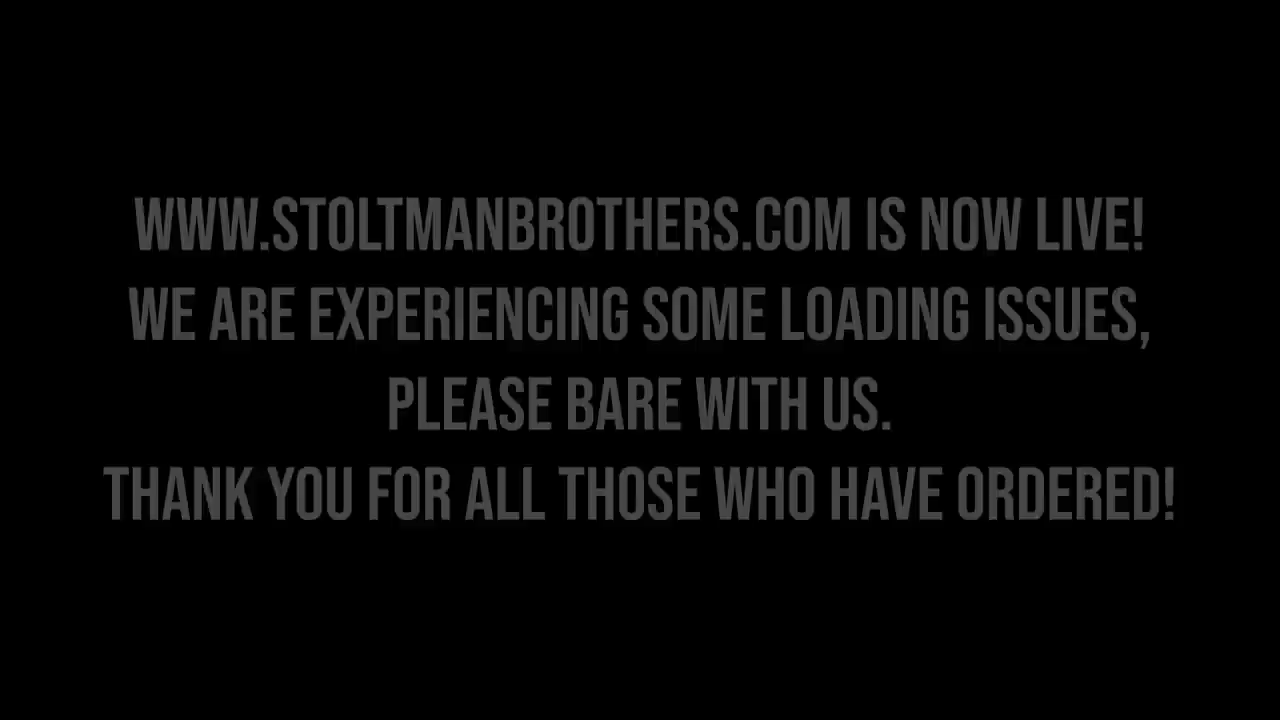 WWW.STOLTMANBROTHERS.COM IS NOW LIVE!
WE ARE EXPERIENCING SOME LOADING ISSUES,
PLEASE BARE WITH US.
THANK YOU FOR ALL THOSE WHO HAVE ORDERED!